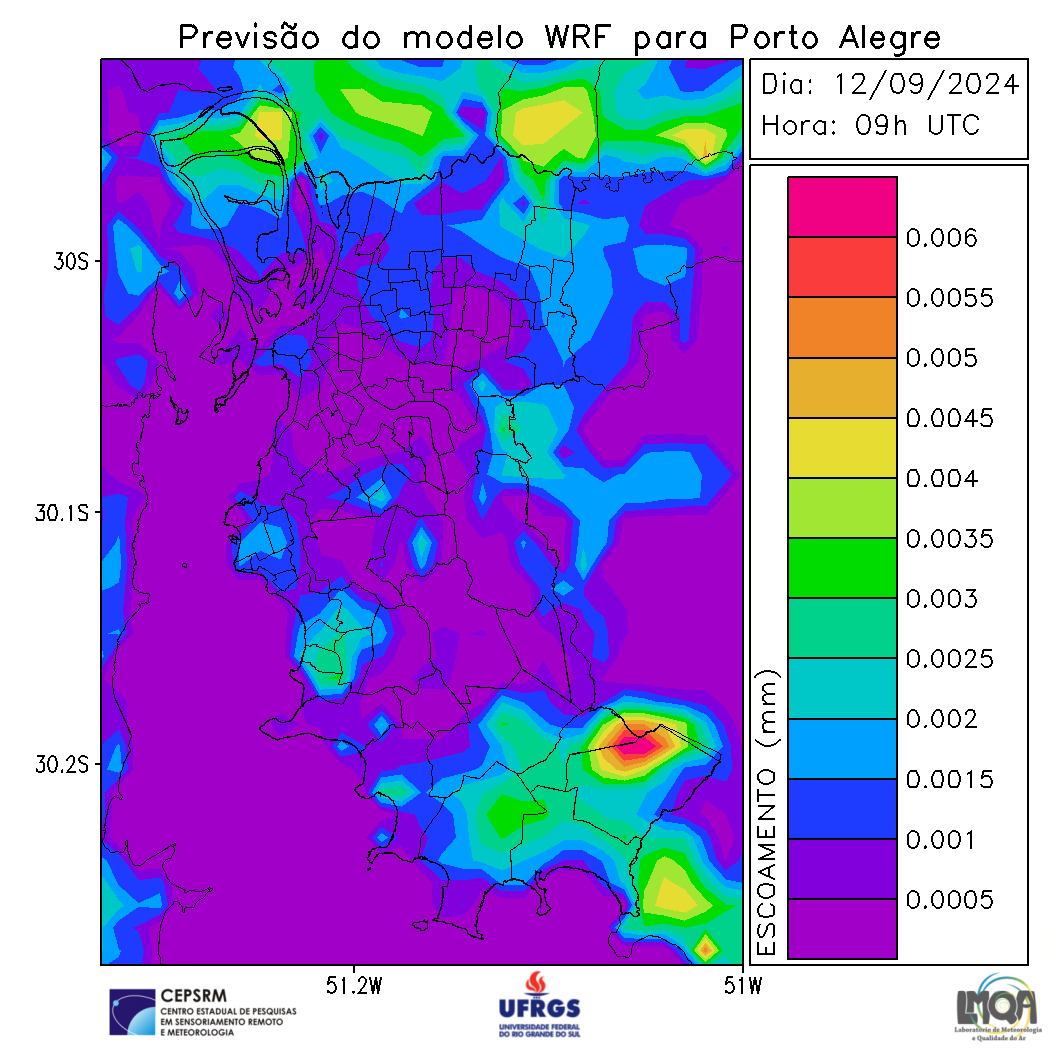 Previsão do modelo WRF para Porto Alegre
Dia: 12/09/2024
Hora: 09h UTC
30S
30.1S
30.2S
51.2W
51W
ESCOAMENTO (mm)
0.006
0.0055
0.005
0.0045
0.004
0.0035
0.003
0.0025
0.002
0.0015
0.001
0.0005
CEPSRM
CENTRO ESTADUAL DE PESQUISAS
EM SENSORIAMENTO REMOTO
E METEOROLOGIA
UFRGS
UNIVERSIDADE FEDERAL
DO RIO GRANDE DO SUL
LMQA
Laboratório de Meteorologia
e Qualidade do Ar